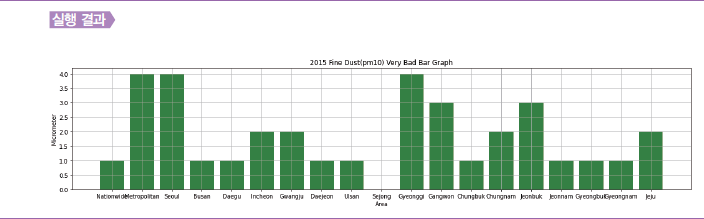 실행 결과
2015 Fine Dust(pm10) Very Bad Bar Graph
4.0
3.5
3.0
2.5
2.0
1.5
1.0
0.5
0.0
Micrometer
Nationwide Metropolitan Seoul Busan Daegu Incheon Gwangju Daejeon Ulsan Sejong Gyeonggi Gangwon Chungbuk Chungnam Jeonbuk Jeonnam Gyeongbuk Gyeongnam Jeju
Area